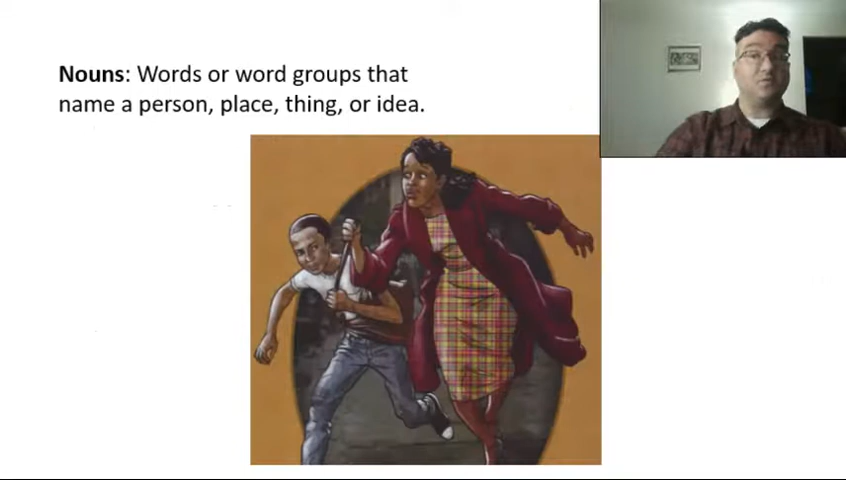 Nouns: Words or word groups that
name a person, place, thing, or idea.